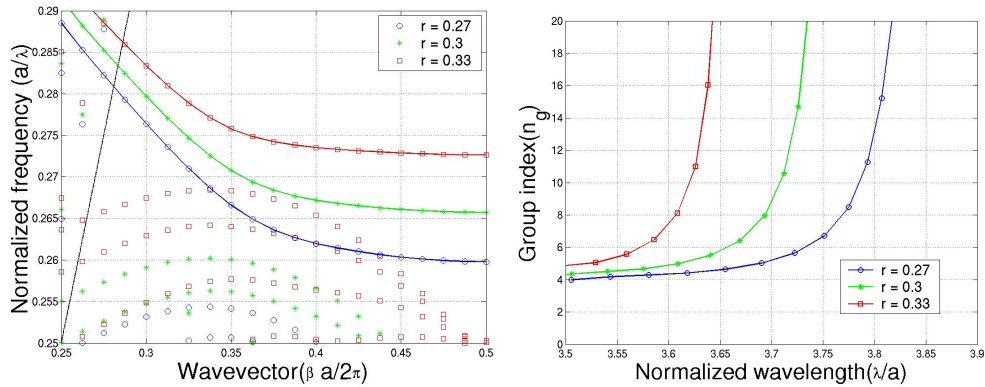 0.29
0.285
0.28
0.275
0.27
0.265
0.26
0.255
0.25
Normalized frequency (a/λ)
0.25 0.3 0.35 0.4 0.45 0.5
Wavevector(β a/2π)
r = 0.27
r = 0.3
r = 0.33
20
18
16
14
12
10
8
6
4
2
0
Group index(n_g)
3.5 3.55 3.6 3.65 3.7 3.75 3.8 3.85 3.9
Normalized wavelength(λ/a)
r = 0.27
r = 0.3
r = 0.33